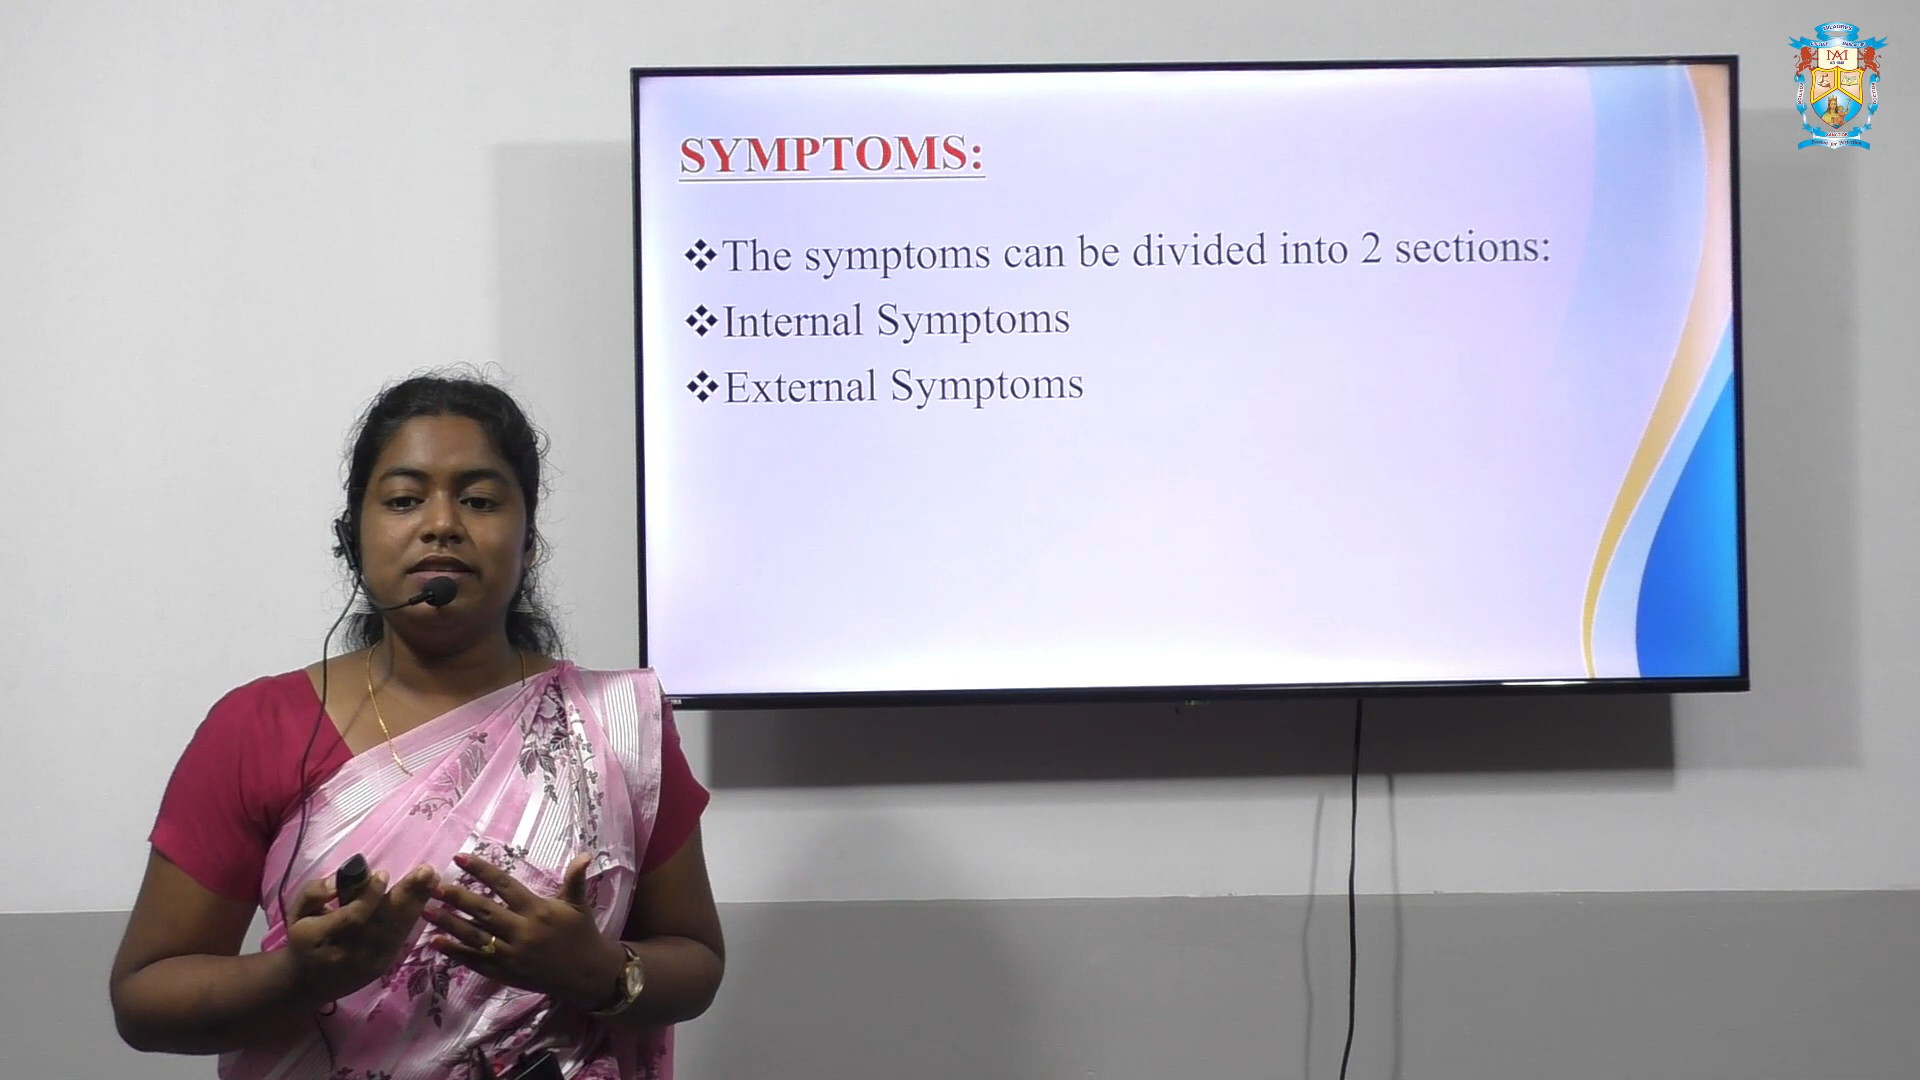 SYMPTOMS:
❖The symptoms can be divided into 2 sections:
❖Internal Symptoms
❖External Symptoms